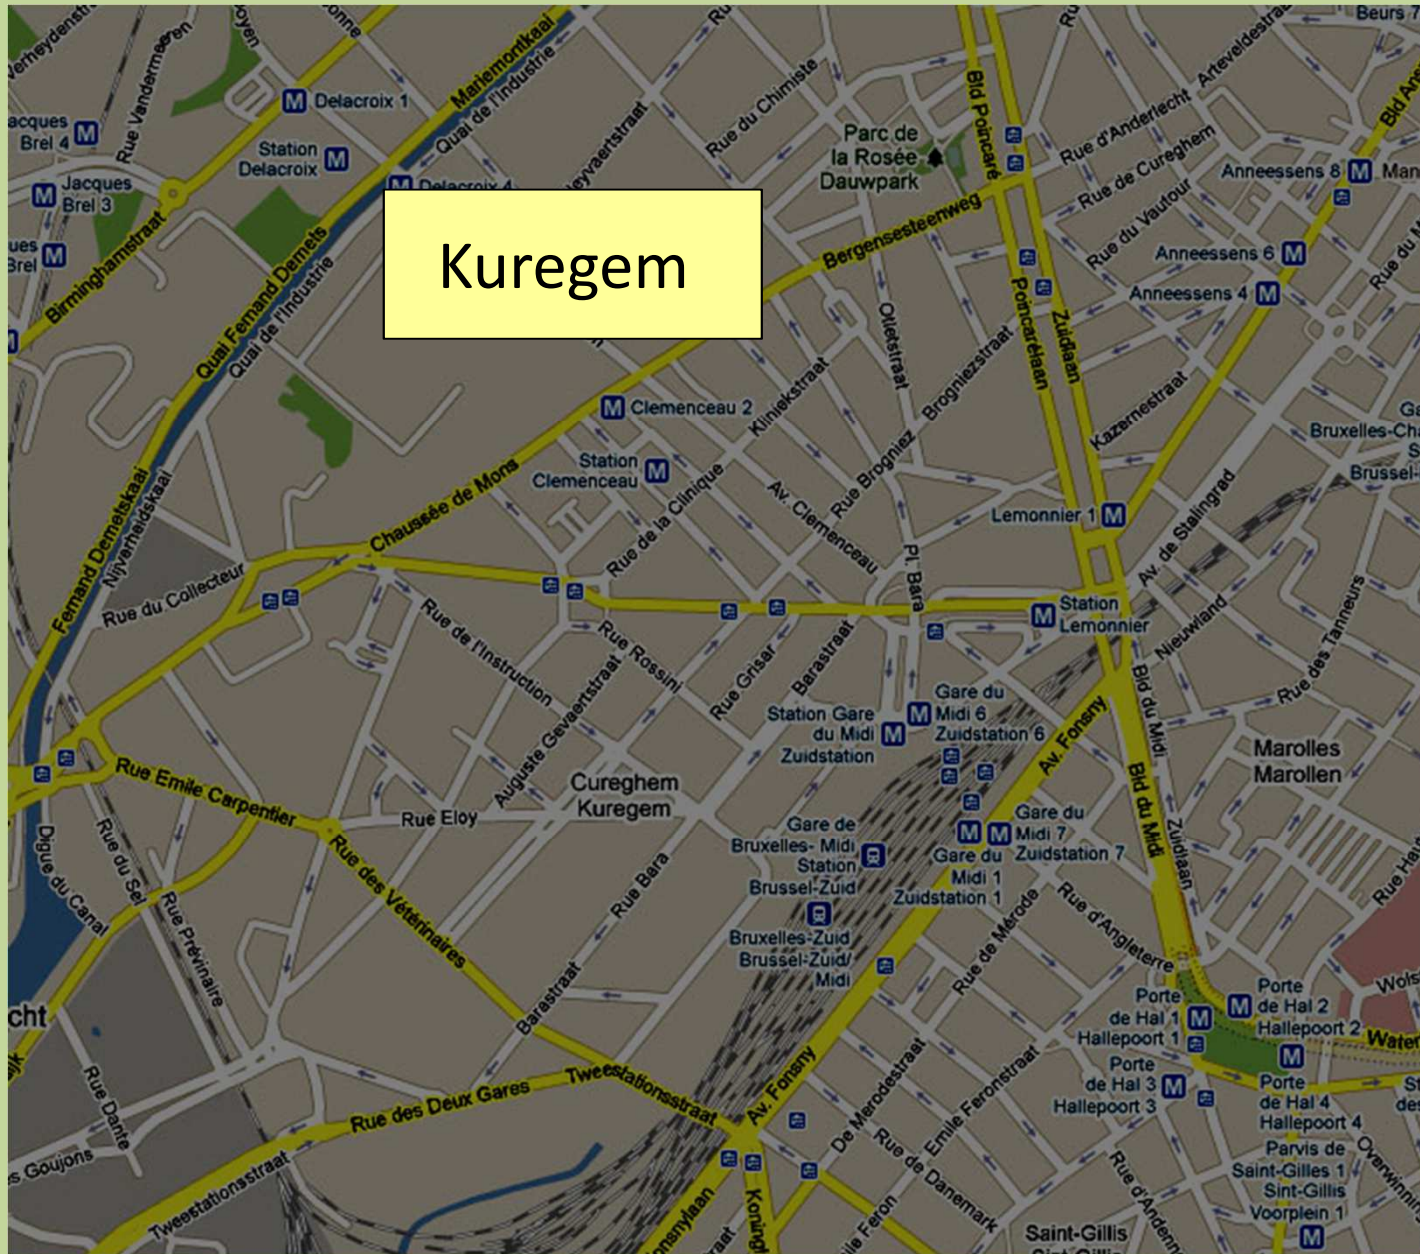 Kuregem
Beurs 7
Mariemontkaai
Quai de l'Industrie
Rue Vandermeeren
Delacroix 1
Station
Delacroix
Delacroix 4
Brel 4
Jacques
Brel 3
Brel
Birminghamstraat
Quai Fernand Demets
Quai de l'Industrie
Rue du Chimiste
Parc de
la Rosée
Dauwpark
Bld Poincaré
Rue d'Anderlecht
Arteveldestraat
Rue de Cureghem
Rue du Vautour
Anneessens 8
Anneessens 6
Anneessens 4
Bergensesteenweg
Poincarélaan
Zuidlaan
Otletstraat
Brogniezstraat
Kliniekstraat
Kazernestraat
Clemenceau 2
Station
Clemenceau
Chaussée de Mons
Rue de la Clinique
Av. Clemenceau
Rue Brogniez
Lemonnier 1
Av. de Stalingrad
Fernand Demetskaai
Nijverheidskaai
Rue du Collecteur
Pl. Bara
Station
Lemonnier
Nieuwland
Rue des Tanneurs
Rue de l'Instruction
Rue Rossini
Auguste Gevaertstraat
Rue Grisar
Barastraat
Station Gare
du Midi
Zuidstation
Gare du
Midi 6
Zuidstation 6
Av. Fonsny
Bld du Midi
Bld du Midi
Zuidlaan
Marolles
Marollen
Rue Emile Carpentier
Rue Eloy
Cureghem
Kuregem
Gare de
Bruxelles- Midi
Station
Brussel-Zuid
Gare du
Midi 7
Zuidstation 7
Gare du
Midi 1
Zuidstation 1
Digue du Canal
Rue du Sel
Rue Prévinaire
Rue des Vétérinaires
Rue Bara
Barastraat
Bruxelles-Zuid
Brussel-Zuid/
Midi
Rue de Mérode
Rue d'Angleterre
Porte
de Hal 1
Hallepoort 1
Porte
de Hal 2
Hallepoort 2
Porte
de Hal 3
Hallepoort 3
Porte
de Hal 4
Hallepoort 4
Rue Dante
Rue des Deux Gares
Tweestationsstraat
Av. Fonsny
De Merodestraat
Emile Feronstraat
Rue de Danemark
Tweestationsstraat
Parvis de
Saint-Gilles 1
Sint-Gillis
Voorplein 1
Saint-Gillis